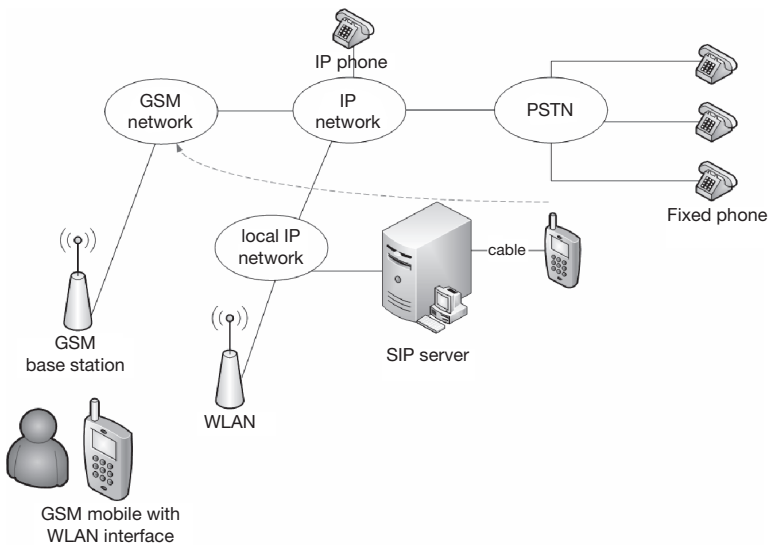 IP phone
GSM
network
IP
network
PSTN
Fixed phone
local IP
network
cable
GSM
base station
SIP server
WLAN
GSM mobile with
WLAN interface